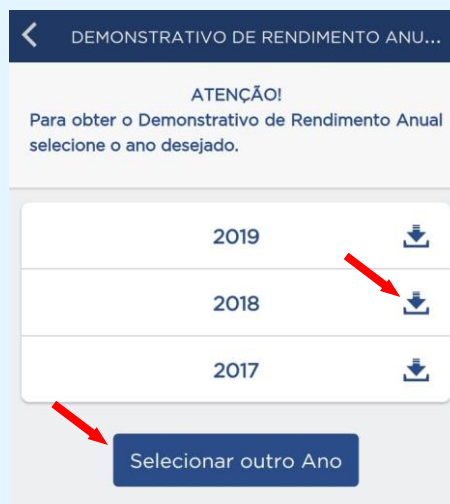 DEMONSTRATIVO DE RENDIMENTO ANU...
ATENÇÃO!
Para obter o Demonstrativo de Rendimento Anual
selecione o ano desejado.
2019
2018
2017
Selecionar outro Ano